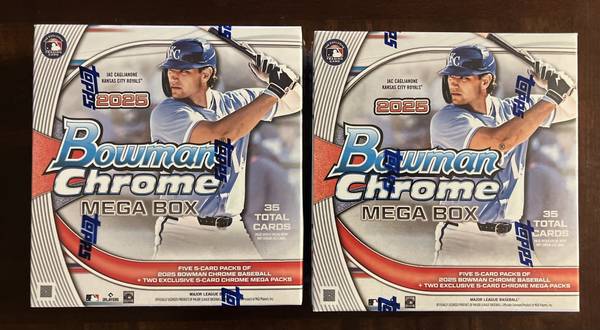 JAC CAGLIANONE
KANSAS CITY ROYALS
topps
2025
Bowman
Chrome
MEGA BOX
35
TOTAL
CARDS
topps
FIVE 5-CARD PACKS OF
2025 BOWMAN CHROME BASEBALL
+ TWO EXCLUSIVE 5-CARD MEGA PACKS
PLAYERS
MAJOR LEAGUE BASEBALL
JAC CAGLIANONE
KANSAS CITY ROYALS
2025
Bowman
Chrome
MEGA BOX
35
TOTAL
CARDS
topps
FIVE 5-CARD PACKS OF
2025 BOWMAN CHROME BASEBALL
+ TWO EXCLUSIVE 5-CARD MEGA PACKS
MAJOR LEAGUE BASEBALL